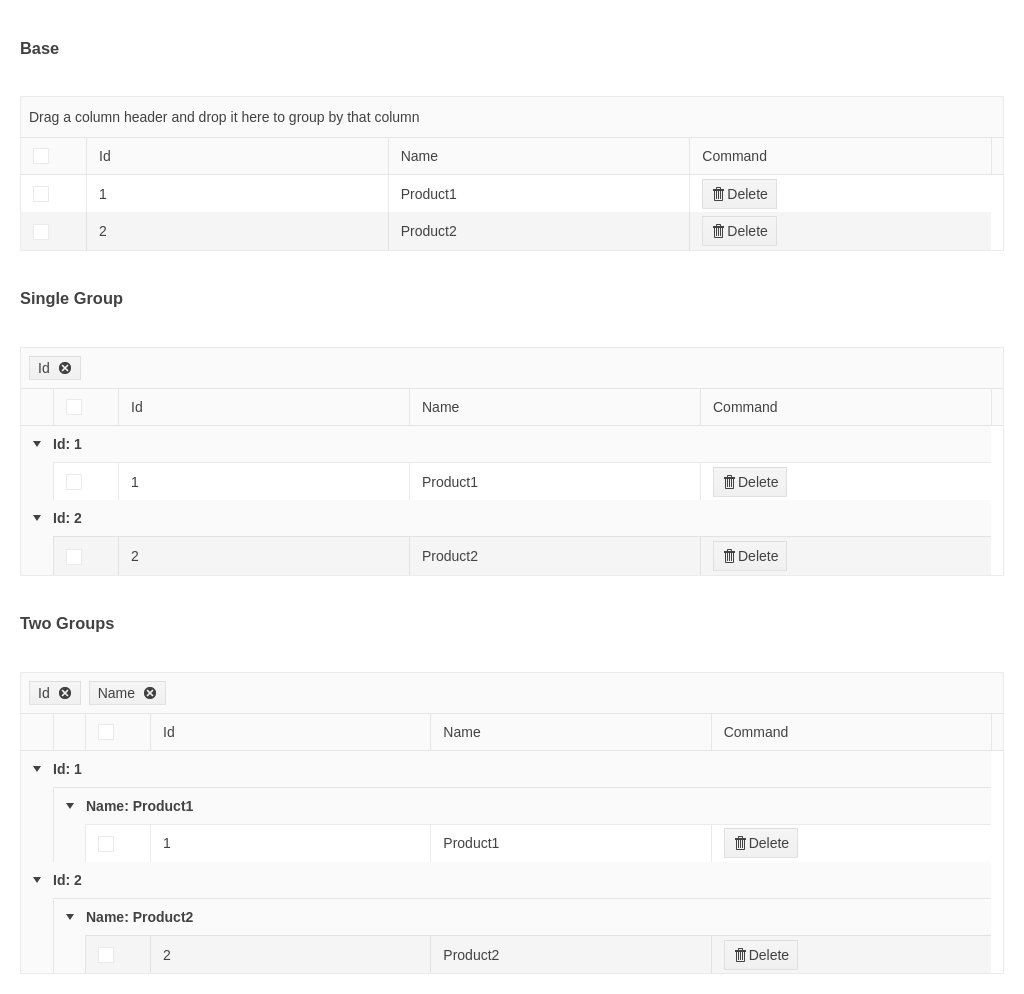 Base
Drag a column header and drop it here to group by that column
Id Name Command
1 Product1 Delete
2 Product2 Delete
Single Group
Id
Id Name Command
Id: 1
1 Product1 Delete
Id: 2
2 Product2 Delete
Two Groups
Id Name
Id Name Command
Id: 1
Name: Product1
1 Product1 Delete
Id: 2
Name: Product2
2 Product2 Delete